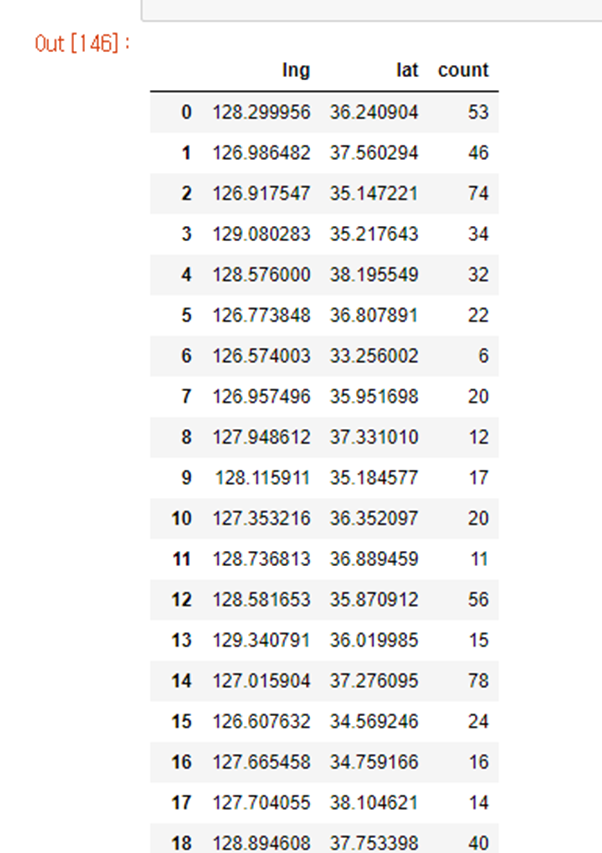 Out [146] :
lng lat count
0 128.299956 36.240904 53
1 126.986482 37.560294 46
2 126.917547 35.147221 74
3 129.080283 35.217643 34
4 128.576000 38.195549 32
5 126.773848 36.807891 22
6 126.574003 33.256002 6
7 126.957496 35.951698 20
8 127.948612 37.331010 12
9 128.115911 35.184577 17
10 127.353216 36.352097 20
11 128.736813 36.889459 11
12 128.581653 35.870912 56
13 129.340791 36.019985 15
14 127.015904 37.276095 78
15 126.607632 34.569246 24
16 127.665458 34.759166 16
17 127.704055 38.104621 14
18 128.894608 37.753398 40